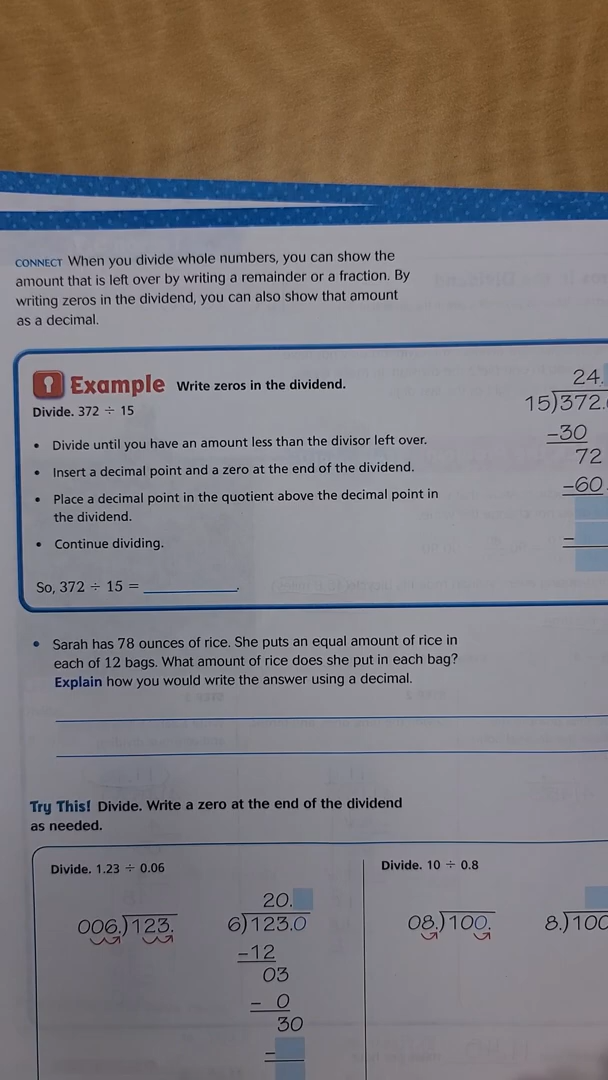 CONNECT When you divide whole numbers, you can show the
amount that is left over by writing a remainder or a fraction. By
writing zeros in the dividend, you can also show that amount
as a decimal.
Example Write zeros in the dividend.
Divide. 372 ÷ 15
• Divide until you have an amount less than the divisor left over.
• Insert a decimal point and a zero at the end of the dividend.
• Place a decimal point in the quotient above the decimal point in
the dividend.
• Continue dividing.
So, 372 ÷ 15 = ________.
24.
15)372.
−30
72
−60
−
• Sarah has 78 ounces of rice. She puts an equal amount of rice in
each of 12 bags. What amount of rice does she put in each bag?
Explain how you would write the answer using a decimal.
Try This! Divide. Write a zero at the end of the dividend
as needed.
Divide. 1.23 ÷ 0.06
006.)123.
20.
6)123.0
−12
03
− 0
30
−
Divide. 10 ÷ 0.8
08.)100.
8.)100